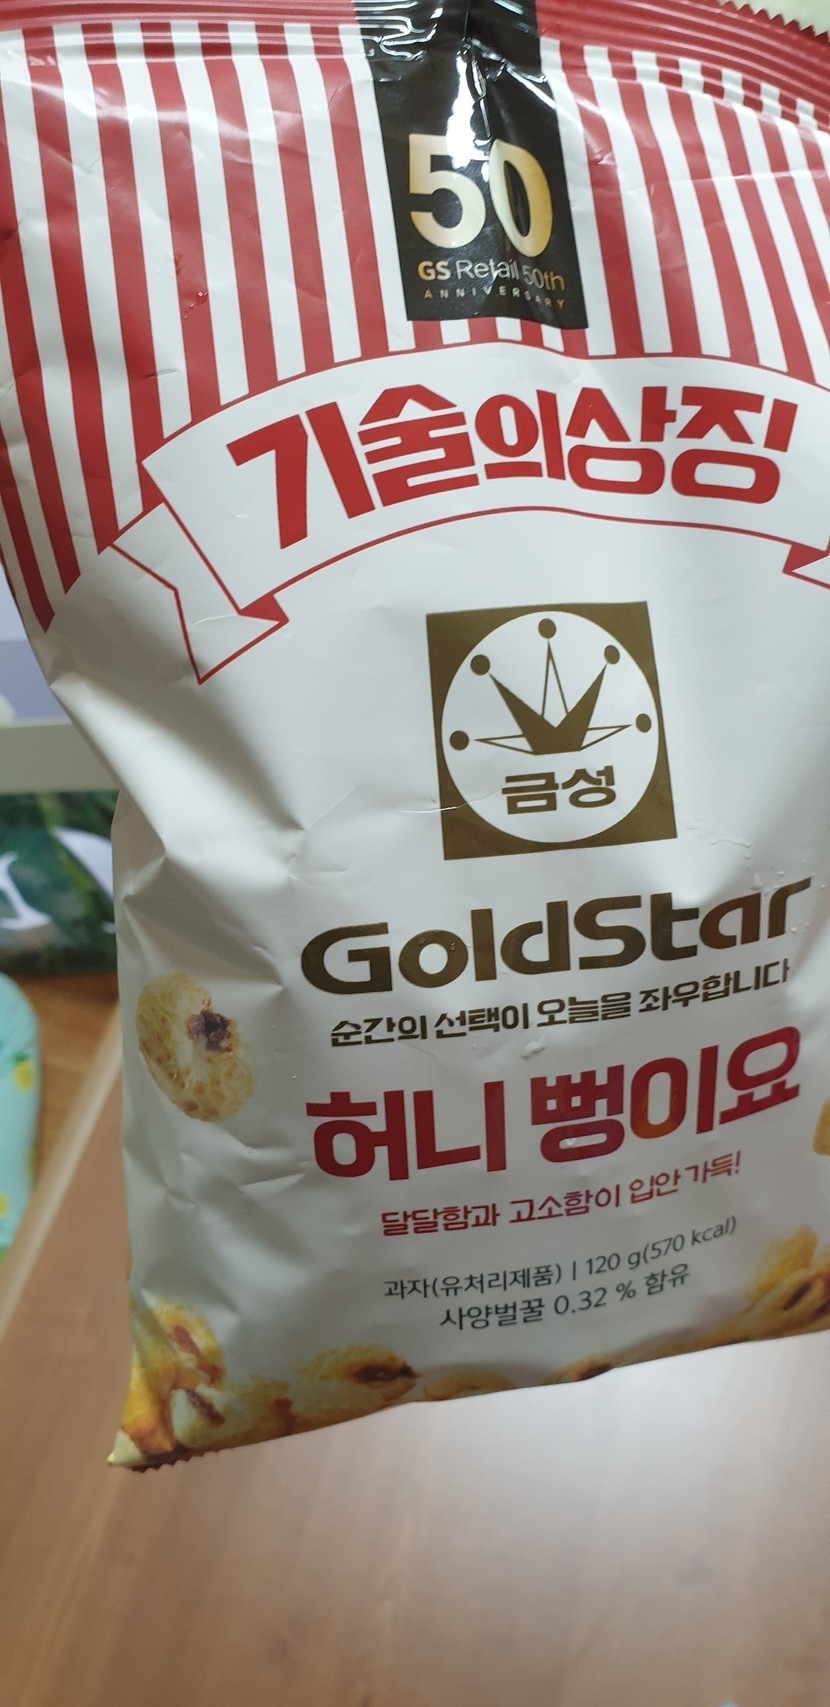 50
GS Retail 50th
ANNIVERSARY
기술의상징
금성
GoldStar
순간의 선택이 오늘을 좌우합니다
허니 뻥이요
달달함과 고소함이 입안가득!
과자(유처리제품) | 120 g(570 kcal)
사양벌꿀 0.32 % 함유